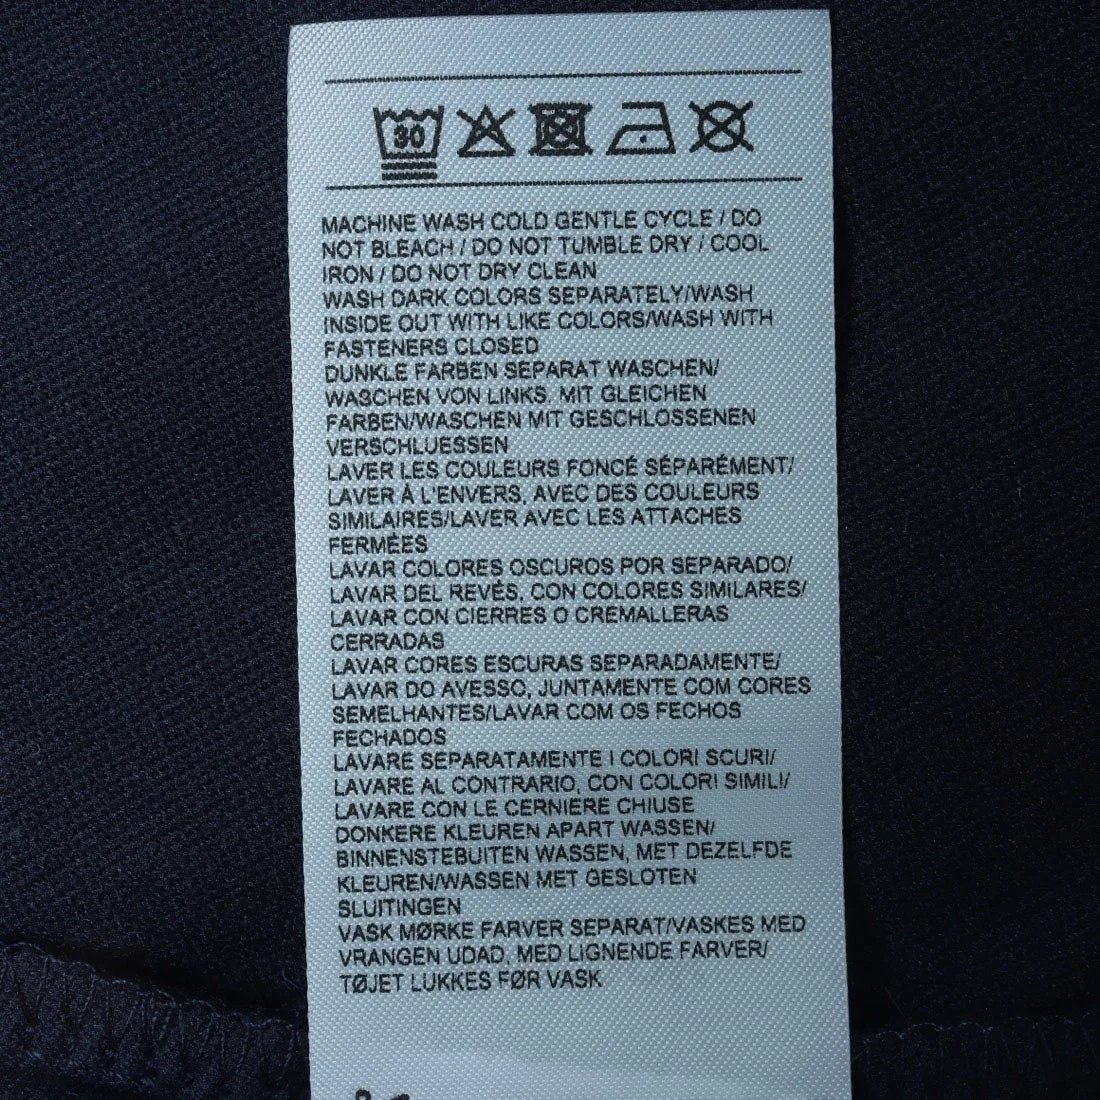 30
MACHINE WASH COLD GENTLE CYCLE / DO
NOT BLEACH / DO NOT TUMBLE DRY / COOL
IRON / DO NOT DRY CLEAN
WASH DARK COLORS SEPARATELY/WASH
INSIDE OUT WITH LIKE COLORS/WASH WITH
FASTENERS CLOSED
DUNKLE FARBEN SEPARAT WASCHEN/
WASCHEN VON LINKS. MIT GLEICHEN
FARBEN/WASCHEN MIT GESCHLOSSENEN
VERSCHLUESSEN
LAVER LES COULEURS FONCÉ SÉPARÉMENT/
LAVER À L'ENVERS, AVEC DES COULEURS
SIMILAIRES/LAVER AVEC LES ATTACHES
FERMÉES
LAVAR COLORES OSCUROS POR SEPARADO/
LAVAR DEL REVÉS, CON COLORES SIMILARES/
LAVAR CON CIERRES O CREMALLERAS
CERRADAS
LAVAR CORES ESCURAS SEPARADAMENTE/
LAVAR DO AVESSO, JUNTAMENTE COM CORES
SEMELHANTES/LAVAR COM OS FECHOS
FECHADOS
LAVARE SEPARATAMENTE I COLORI SCURI/
LAVARE AL CONTRARIO, CON COLORI SIMILI/
LAVARE CON LE CERNIERE CHIUSE
DONKERE KLEUREN APART WASSEN/
BINNENSTEBUITEN WASSEN, MET DEZELFDE
KLEUREN/WASSEN MET GESLOTEN
SLUITINGEN
VASK MØRKE FARVER SEPARAT/VASKES MED
VRANGEN UDAD, MED LIGNENDE FARVER/
TØJET LUKKES FØR VASK